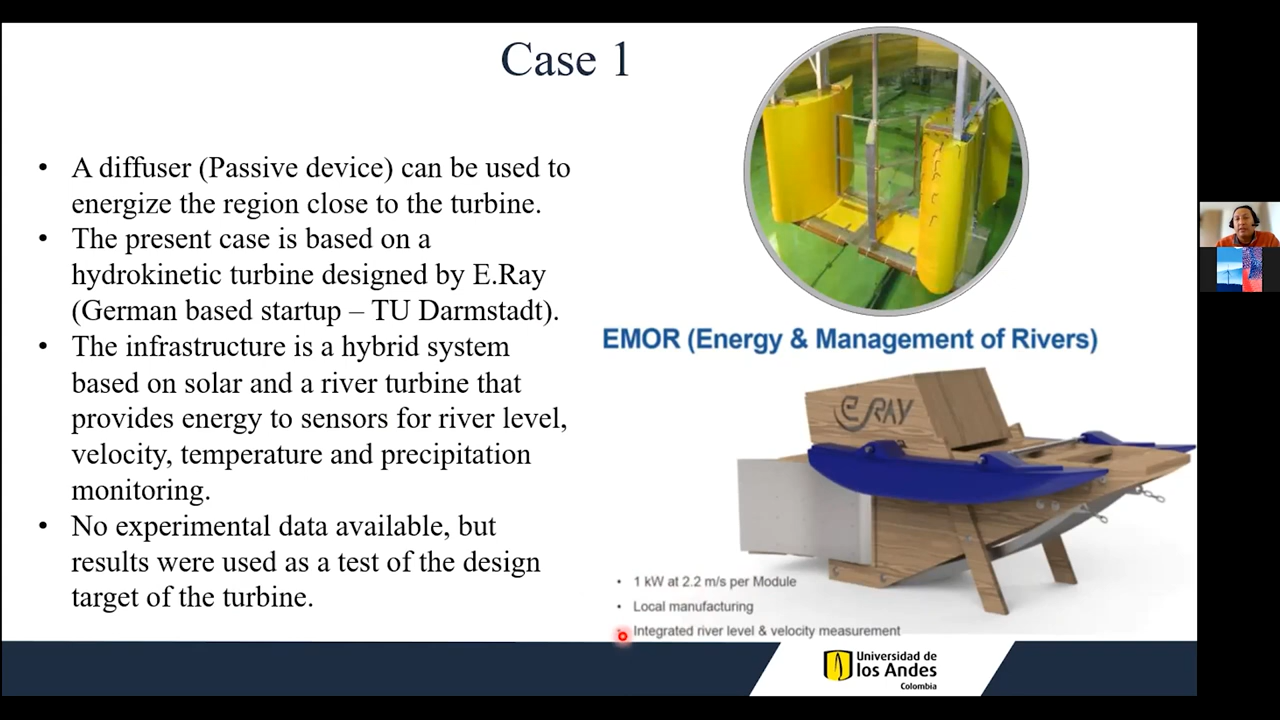 Case 1
• A diffuser (Passive device) can be used to
energize the region close to the turbine.
• The present case is based on a
hydrokinetic turbine designed by E.Ray
(German based startup – TU Darmstadt).
• The infrastructure is a hybrid system
based on solar and a river turbine that
provides energy to sensors for river level,
velocity, temperature and precipitation
monitoring.
• No experimental data available, but
results were used as a test of the design
target of the turbine.
EMOR (Energy & Management of Rivers)
e RAY
• 1 kW at 2.2 m/s per Module
• Local manufacturing
Integrated river level & velocity measurement
Universidad de
los Andes
Colombia